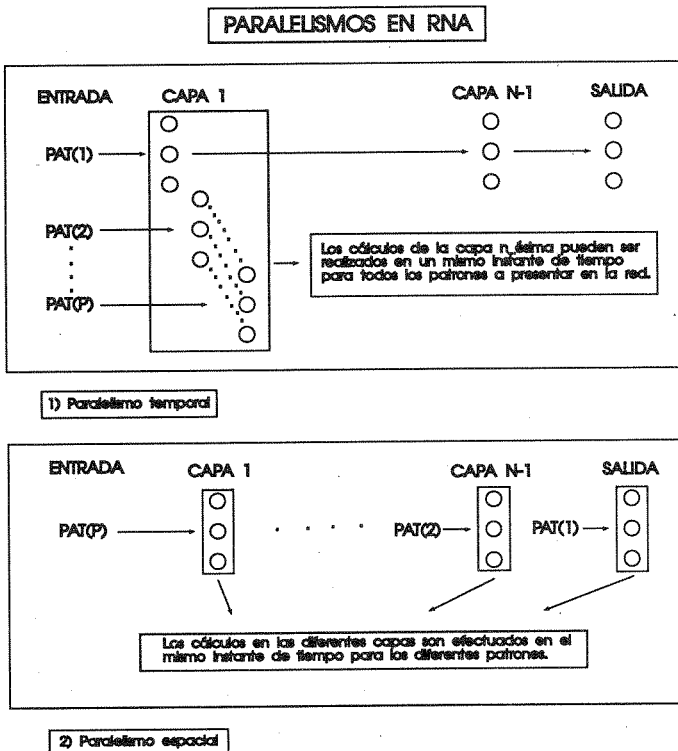 PARALELISMOS EN RNA
ENTRADA CAPA 1 CAPA N-1 SALIDA
PAT(1)
PAT(2)
PAT(P)
Los cálculos de la capa n_ésima pueden ser
realizados en un mismo instante de tiempo
para todos los patrones a presentar en la red.
1) Paralelismo temporal
ENTRADA CAPA 1 CAPA N-1 SALIDA
PAT(P) PAT(2) PAT(1)
Los cálculos en las diferentes capas son efectuados en el
mismo instante de tiempo para los diferentes patrones.
2) Paralelismo espacial